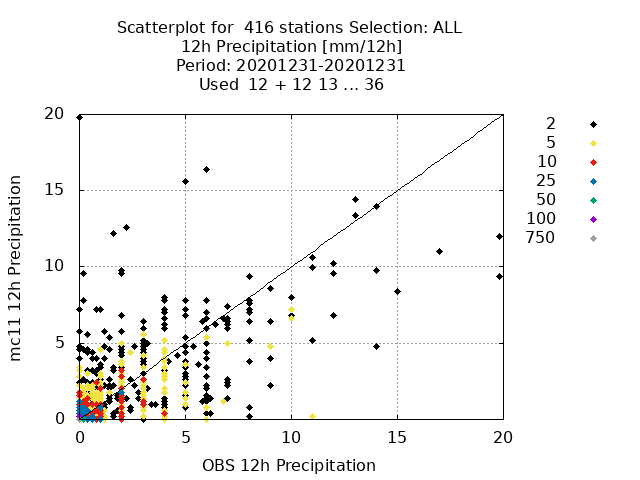 Scatterplot for  416 stations Selection: ALL
12h Precipitation [mm/12h]
Period: 20201231-20201231
Used  12 + 12 13 ... 36
20
15
10
5
0
mc11 12h Precipitation
0 5 10 15 20
OBS 12h Precipitation
2
5
10
25
50
100
750